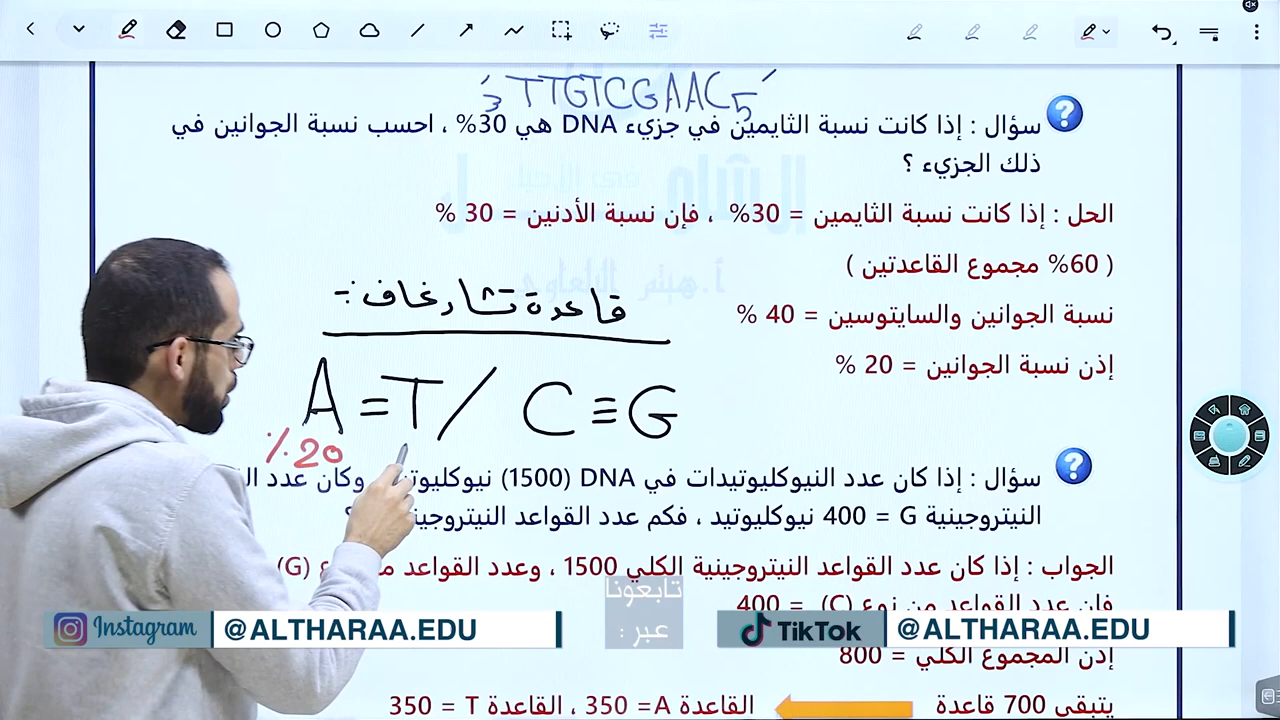 3' TTGTCGAAC 5'
سؤال : إذا كانت نسبة الثايمين في جزيء DNA هي 30% ، احسب نسبة الجوانين في
ذلك الجزيء ؟
الحل : إذا كانت نسبة الثايمين = 30% ، فإن نسبة الأدنين = 30 %
( 60% مجموع القاعدتين )
نسبة الجوانين والسايتوسين = 40 %
إذن نسبة الجوانين = 20 %
قاعدة تشارغاف :-
A = T / C ≡ G
٪20
سؤال : إذا كان عدد النيوكليوتيدات في DNA (1500) وكان عدد
النيتروجينية G = 400 نيوكليوتيد ، فكم عدد القواعد
الجواب : إذا كان عدد القواعد النيتروجينية الكلي 1500 ، وعدد القواعد (G)
فإن عدد القواعد من نوع (C) = 400
إذن المجموع الكلي = 800
يتبقى 700 قاعدة القاعدة A= 350 ، القاعدة T = 350
تابعونا
عبر :
Instagram @ALTHARAA.EDU
TikTok @ALTHARAA.EDU